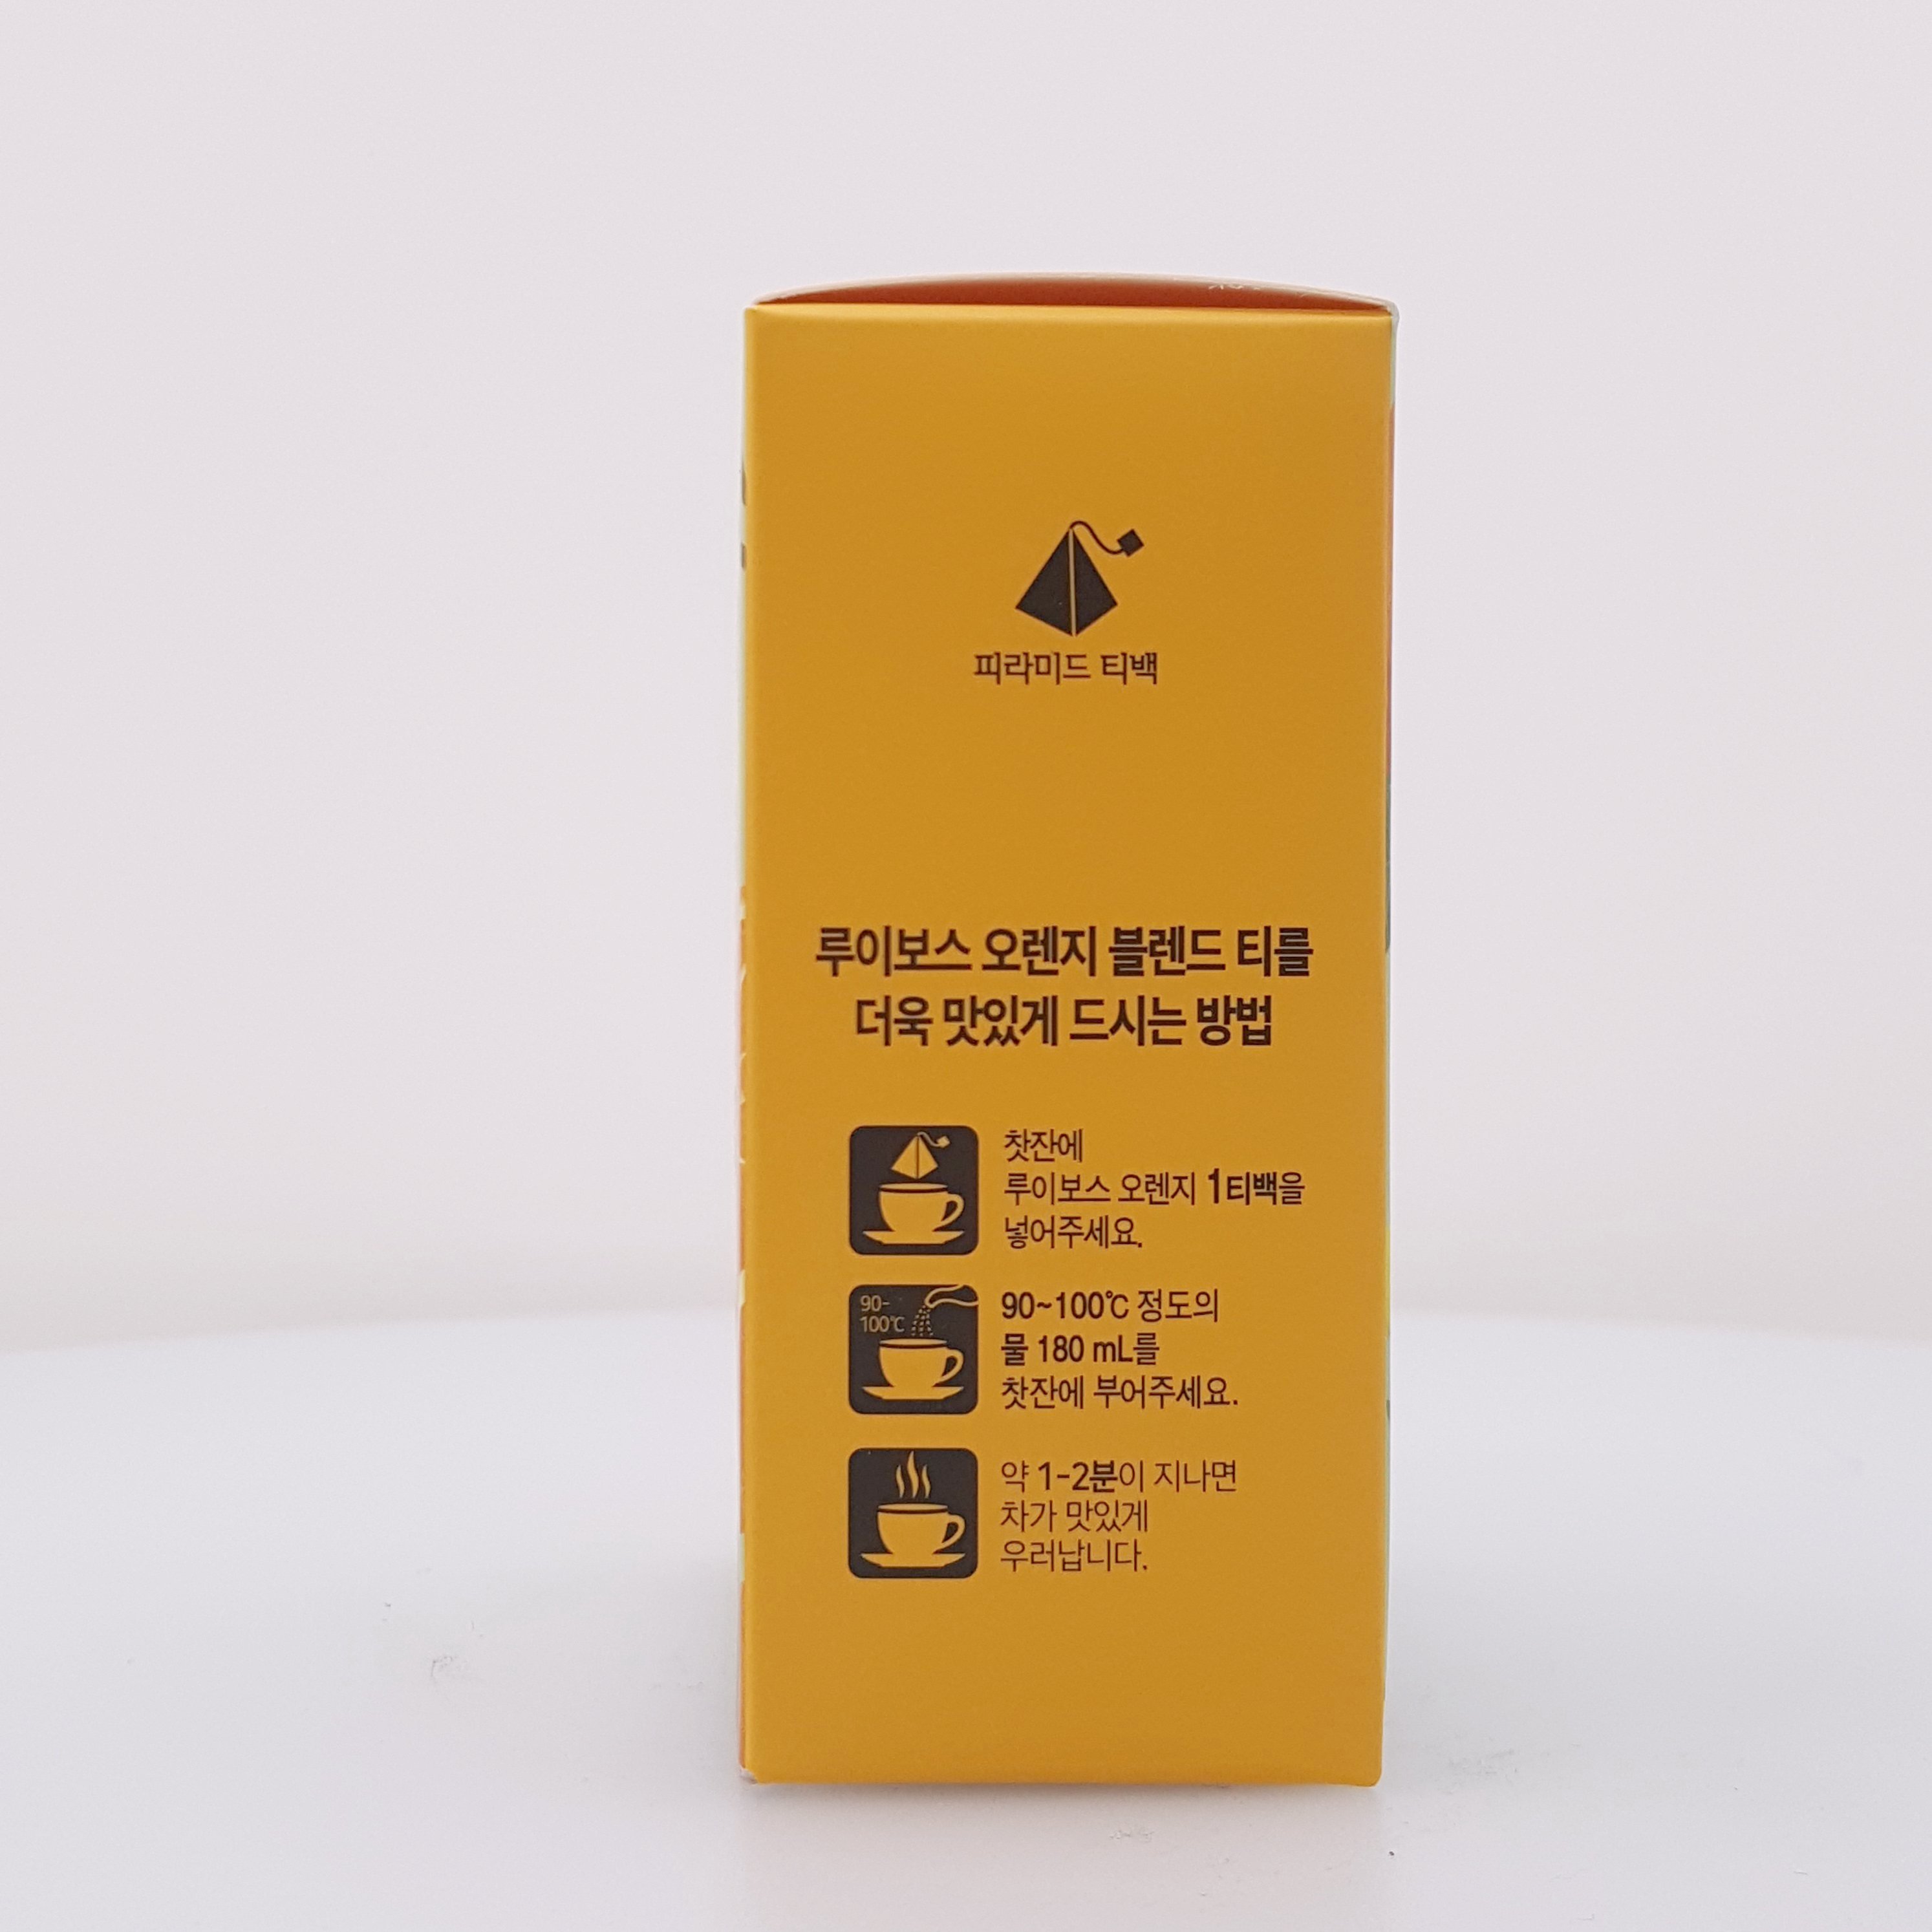 피라미드 티백
루이보스 오렌지 블렌드 티를
더욱 맛있게 드시는 방법
찻잔에
루이보스 오렌지 1티백을
넣어주세요.
90-
100℃
90~100℃ 정도의
물 180 mL를
찻잔에 부어주세요.
약 1-2분이 지나면
차가 맛있게
우러납니다.